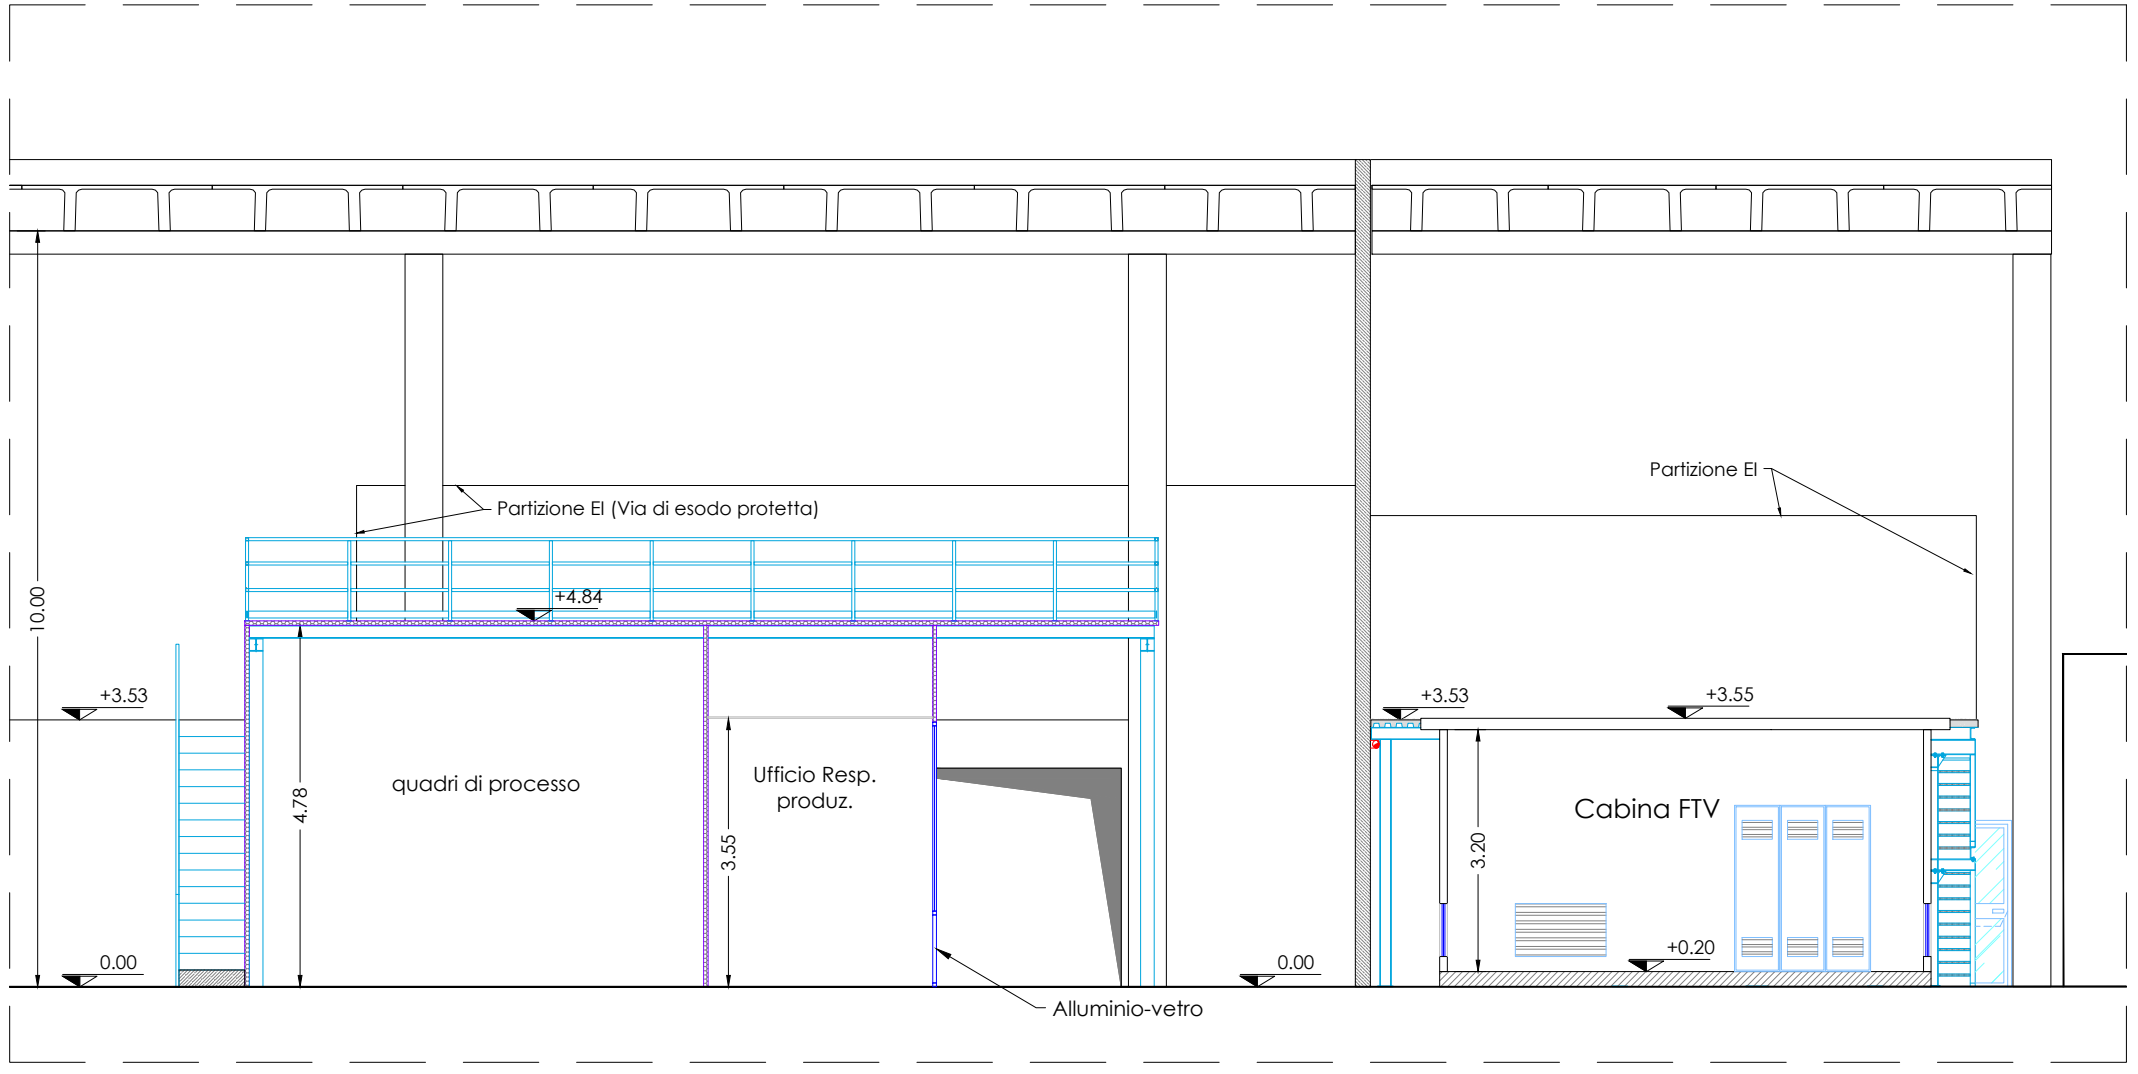 Partizione EI
Partizione EI (Via di esodo protetta)
+4.84
10.00
+3.53
+3.53
+3.55
quadri di processo
Ufficio Resp.
produz.
4.78
3.55
Cabina FTV
3.20
+0.20
0.00
0.00
Alluminio-vetro